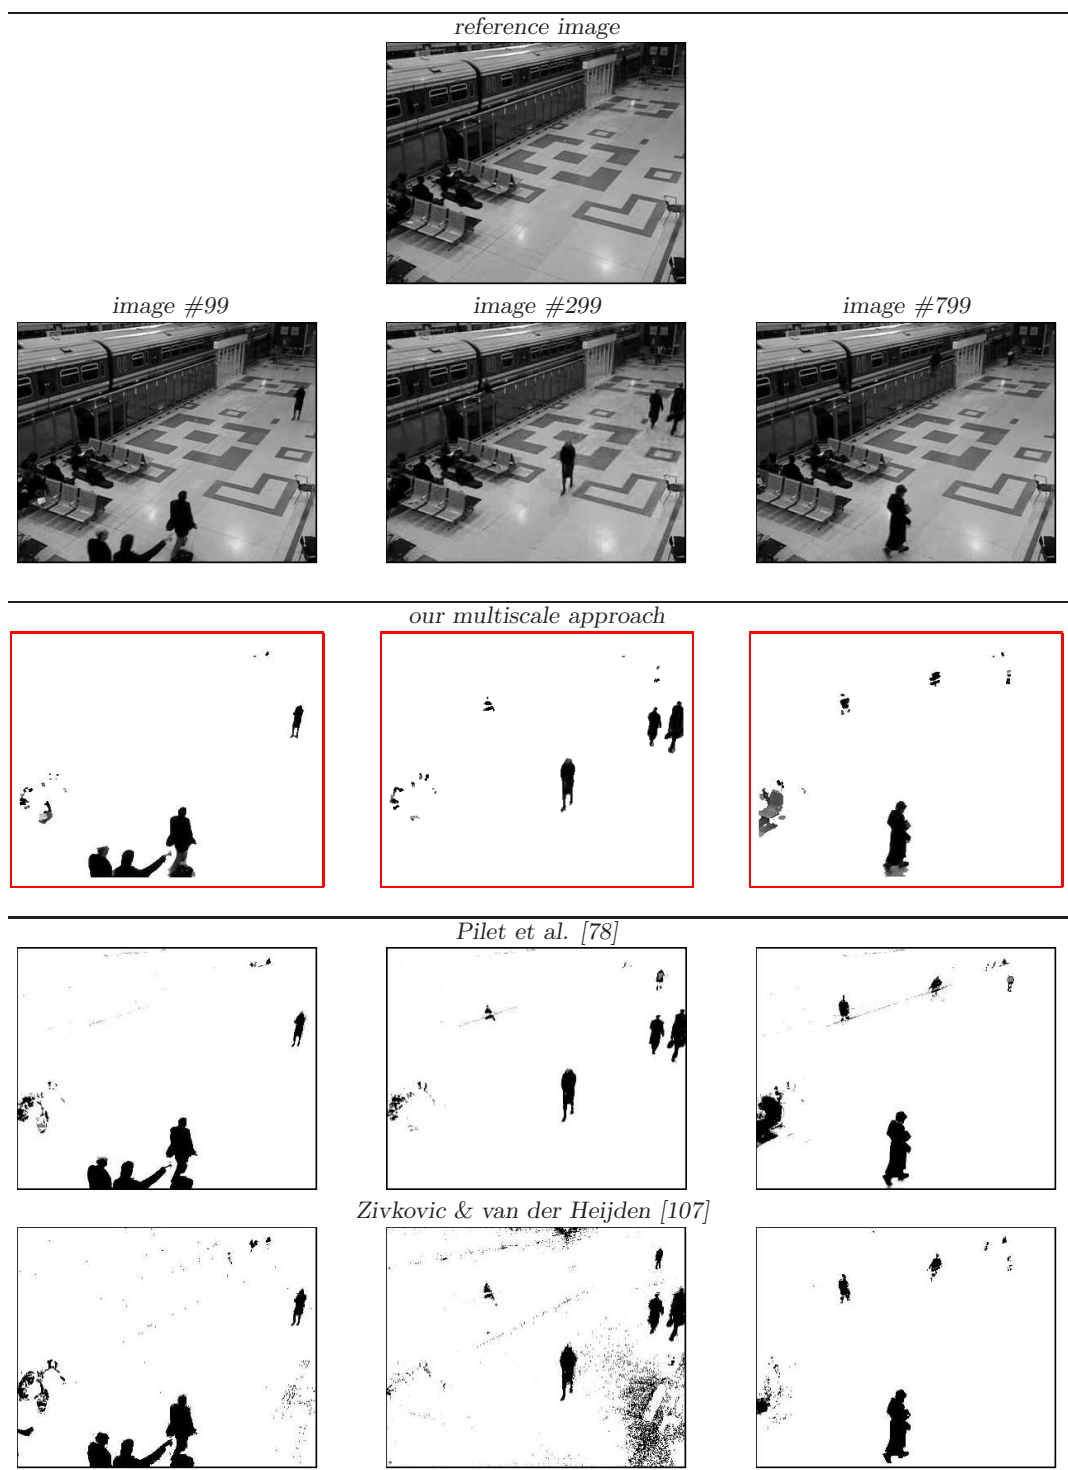 reference image
image #99
image #299
image #799
our multiscale approach
Pilet et al. [78]
Zivkovic & van der Heijden [107]